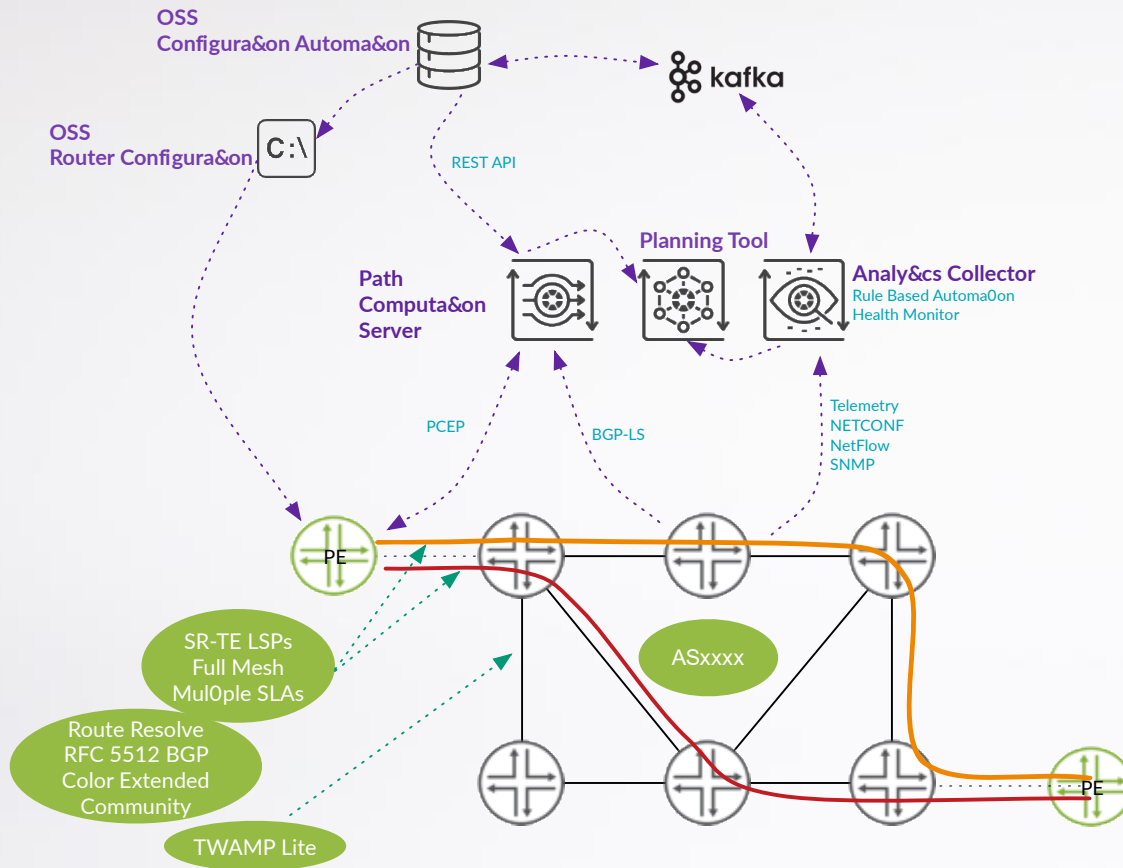 OSS
Configura&on Automa&on
kafka
OSS
Router Configura&on
C:\
REST API
Planning Tool
Path
Computa&on
Server
Analy&cs Collector
Rule Based Automa0on
Health Monitor
PCEP
BGP-LS
Telemetry
NETCONF
NetFlow
SNMP
PE
SR-TE LSPs
Full Mesh
Mul0ple SLAs
ASxxxx
Route Resolve
RFC 5512 BGP
Color Extended
Community
PE
TWAMP Lite